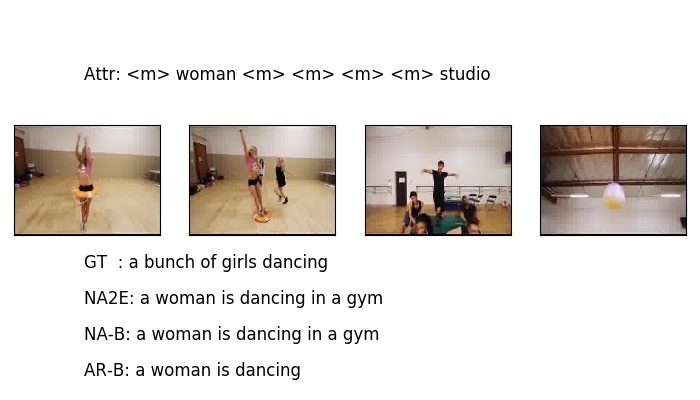 Attr: <m> woman <m> <m> <m> <m> studio
GT  : a bunch of girls dancing
NA2E: a woman is dancing in a gym
NA-B: a woman is dancing in a gym
AR-B: a woman is dancing